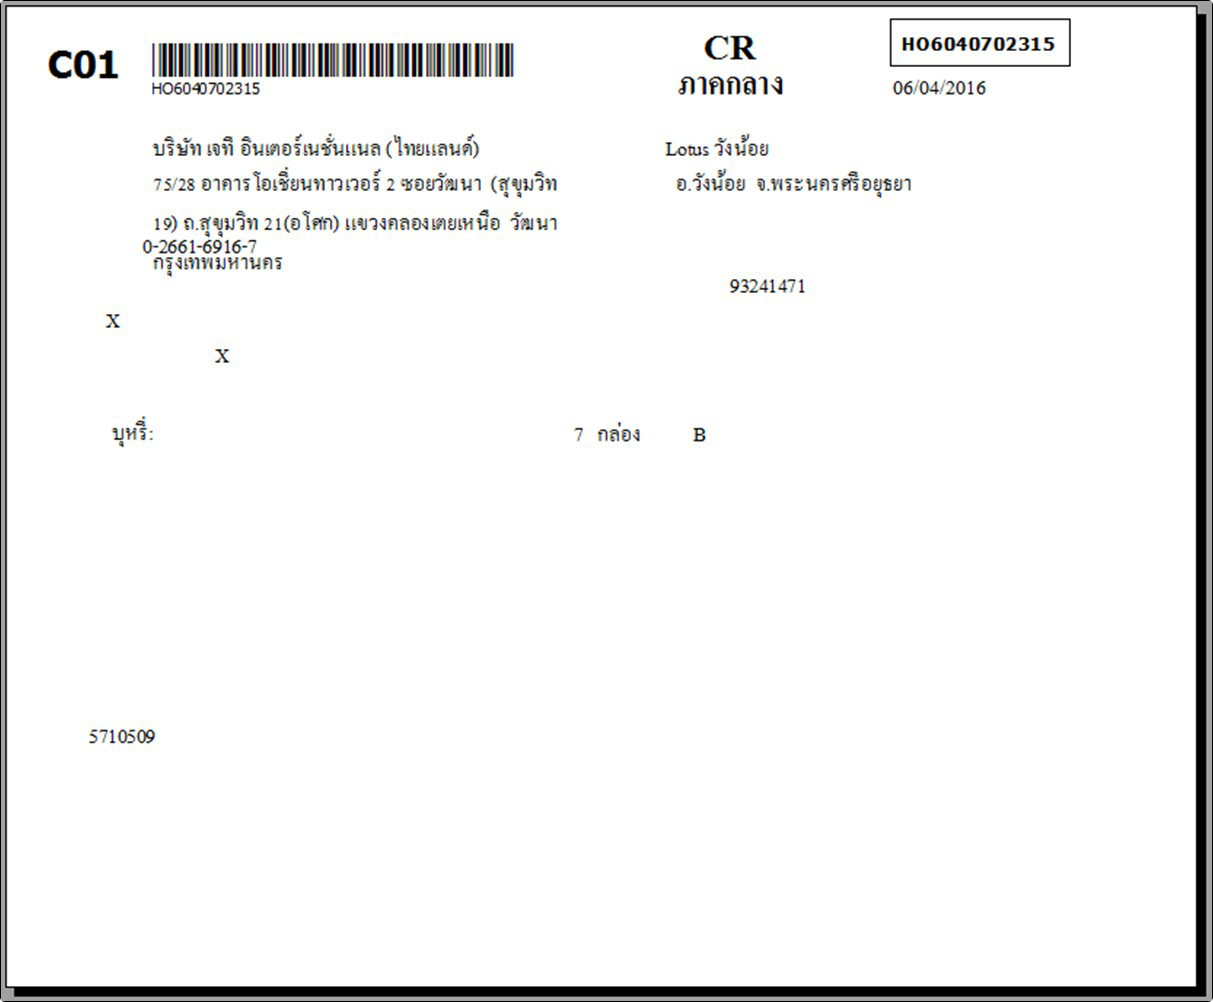 C01
HO6040702315
CR
ภาคกลาง
HO6040702315
06/04/2016
บริษัท เจที อินเตอร์เนชั่นแนล (ไทยแลนด์)
75/28 อาคารโอเชี่ยนทาวเวอร์ 2 ซอยวัฒนา (สุขุมวิท
19) ถ.สุขุมวิท 21(อโศก) แขวงคลองเตยเหนือ วัฒนา
0-2661-6916-7
กรุงเทพมหานคร
Lotus วังน้อย
อ.วังน้อย จ.พระนครศรีอยุธยา
93241471
X
X
บุหรี่: 7 กล่อง B
5710509